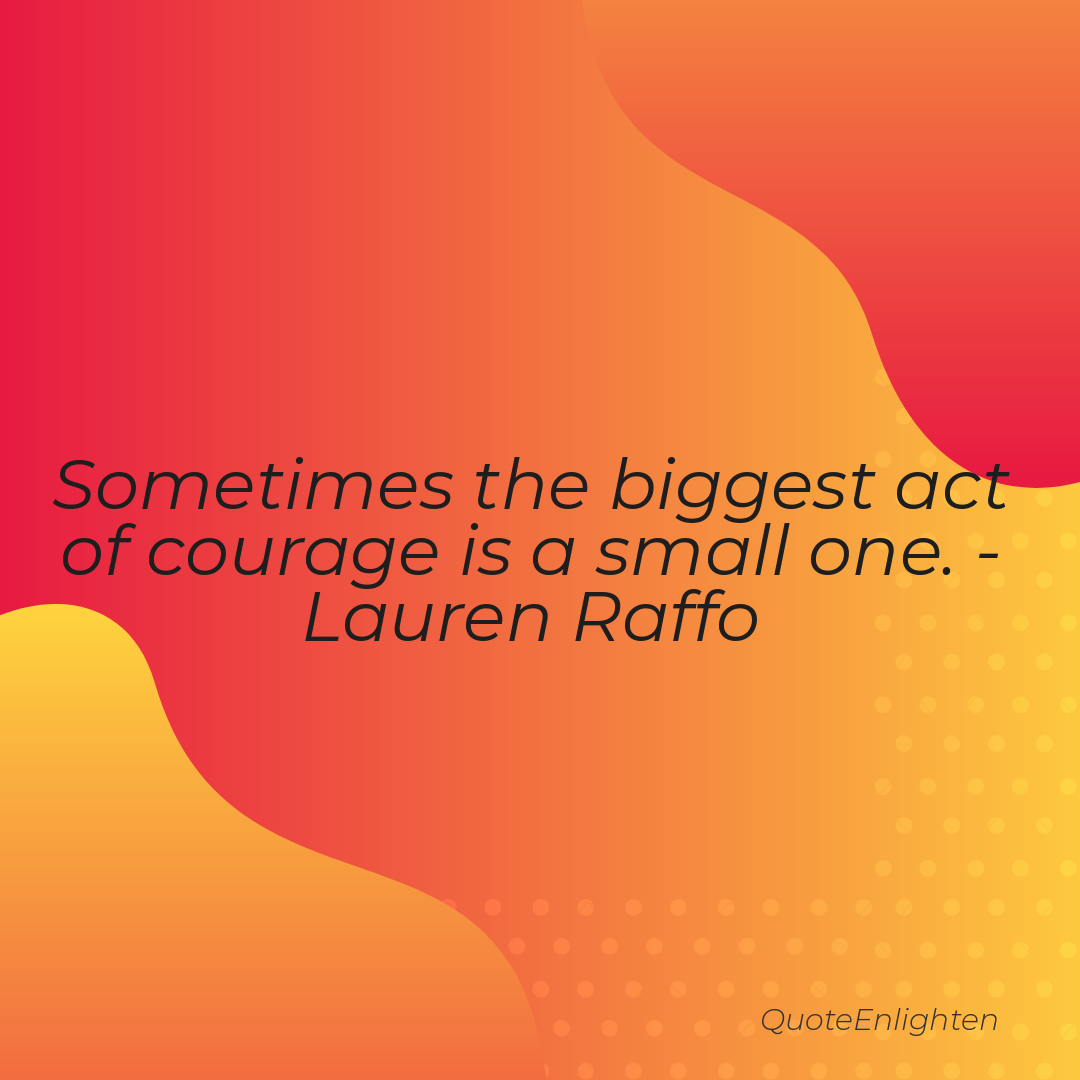 Sometimes the biggest act
of courage is a small one. -
Lauren Raffo
QuoteEnlighten